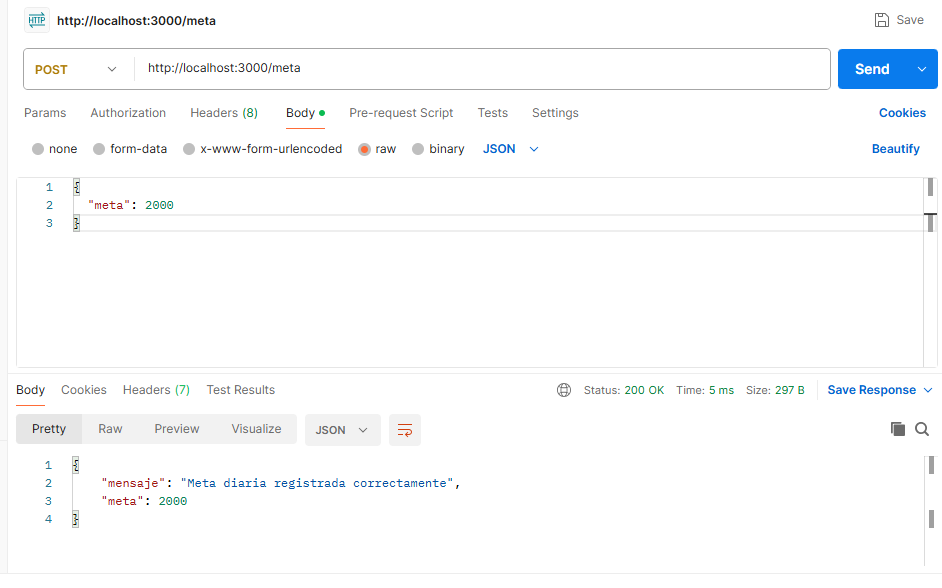 HTTP http://localhost:3000/meta Save
POST http://localhost:3000/meta Send
Params Authorization Headers (8) Body Pre-request Script Tests Settings Cookies
none form-data x-www-form-urlencoded raw binary JSON Beautify
1 {
2 "meta": 2000
3 }
Body Cookies Headers (7) Test Results Status: 200 OK Time: 5 ms Size: 297 B Save Response
Pretty Raw Preview Visualize JSON
1 {
2 "mensaje": "Meta diaria registrada correctamente",
3 "meta": 2000
4 }